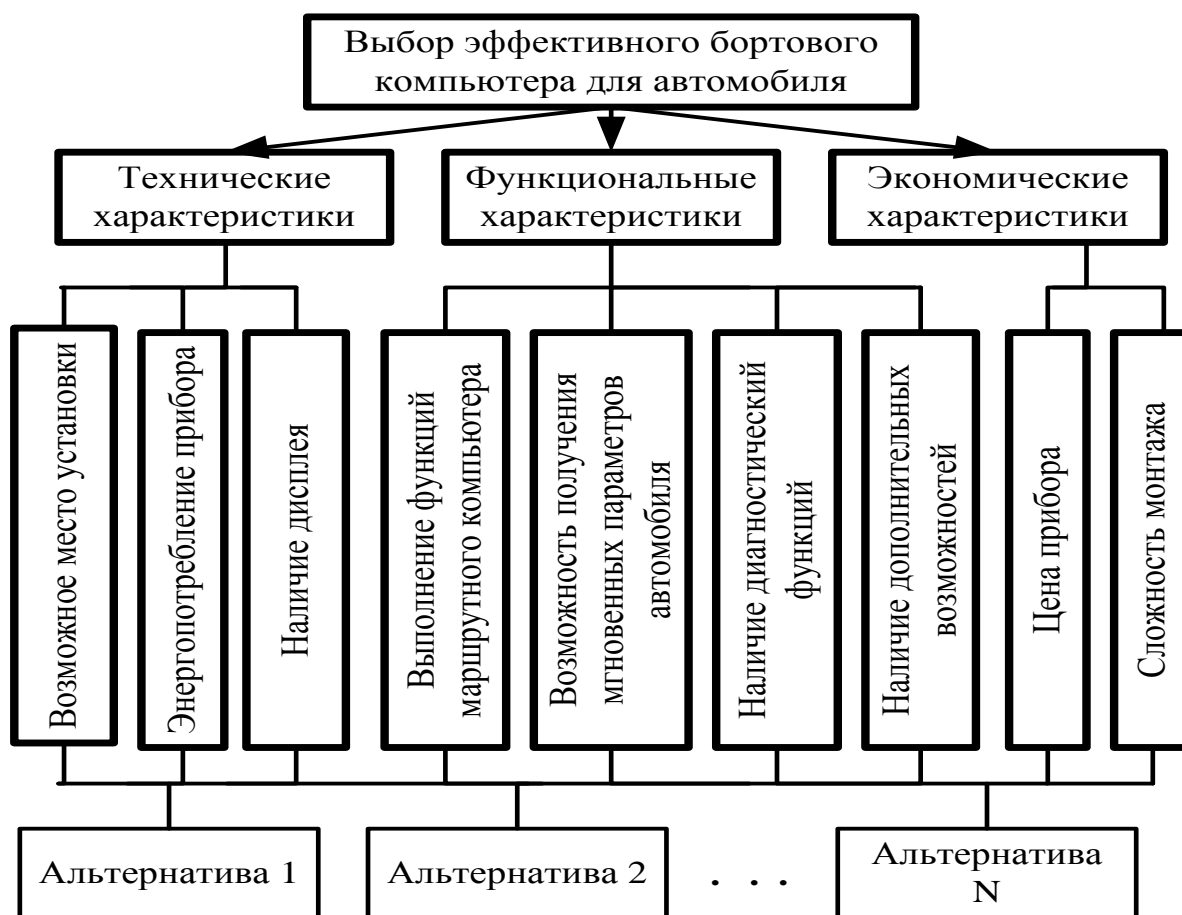 Выбор эффективного бортового
компьютера для автомобиля
Технические
характеристики
Функциональные
характеристики
Экономические
характеристики
Возможное место установки
Энергопотребление прибора
Наличие дисплея
Выполнение функций
маршрутного компьютера
Возможность получения
мгновенных параметров
автомобиля
Наличие диагностический
функций
Наличие дополнительных
возможностей
Цена прибора
Сложность монтажа
Альтернатива 1
Альтернатива 2
. . .
Альтернатива
N